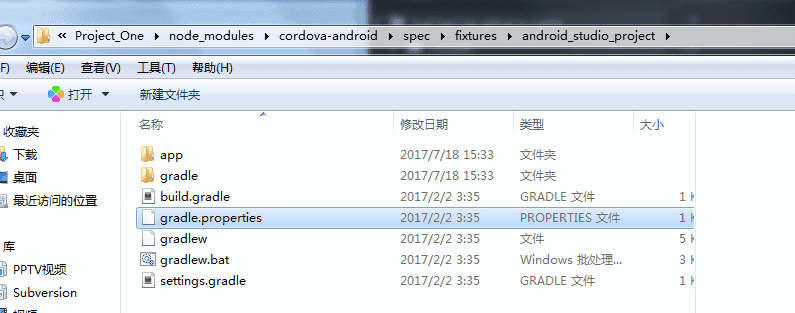 « Project_One ▸ node_modules ▸ cordova-android ▸ spec ▸ fixtures ▸ android_studio_project ▸
F) 编辑(E) 查看(V) 工具(T) 帮助(H)
打开 新建文件夹
名称 修改日期 类型 大小
收藏夹
下载
桌面
最近访问的位置
库
PPTV视频
Subversion
app 2017/7/18 15:33 文件夹
gradle 2017/7/18 15:33 文件夹
build.gradle 2017/2/2 3:35 GRADLE 文件 1 K
gradle.properties 2017/2/2 3:35 PROPERTIES 文件 1 K
gradlew 2017/2/2 3:35 文件 5 K
gradlew.bat 2017/2/2 3:35 Windows 批处理... 3 K
settings.gradle 2017/2/2 3:35 GRADLE 文件 1 K